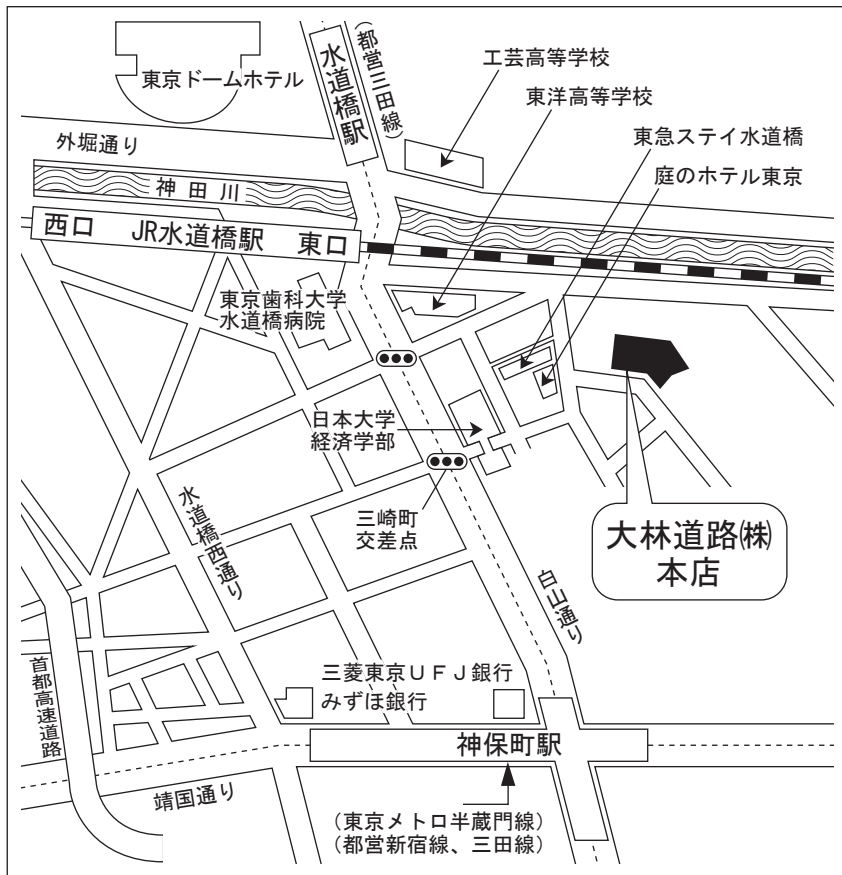 東京ドームホテル
水道橋駅
(都営三田線)
工芸高等学校
東洋高等学校
東急ステイ水道橋
庭のホテル東京
外堀通り
神田川
西口 JR水道橋駅 東口
東京歯科大学
水道橋病院
日本大学
経済学部
三崎町
交差点
水道橋西通り
大林道路㈱
本店
白山通り
首都高速道路
三菱東京UFJ銀行
みずほ銀行
神保町駅
靖国通り
(東京メトロ半蔵門線)
(都営新宿線、三田線)